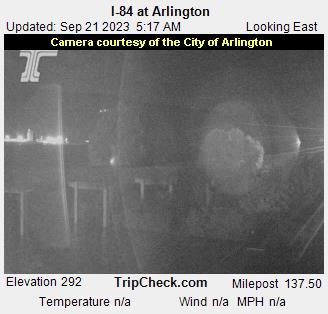 I-84 at Arlington
Updated: Sep 21 2023 5:17 AM Looking East
Camera courtesy of the City of Arlington
Elevation 292 TripCheck.com Milepost 137.50
Temperature n/a Wind n/a MPH n/a